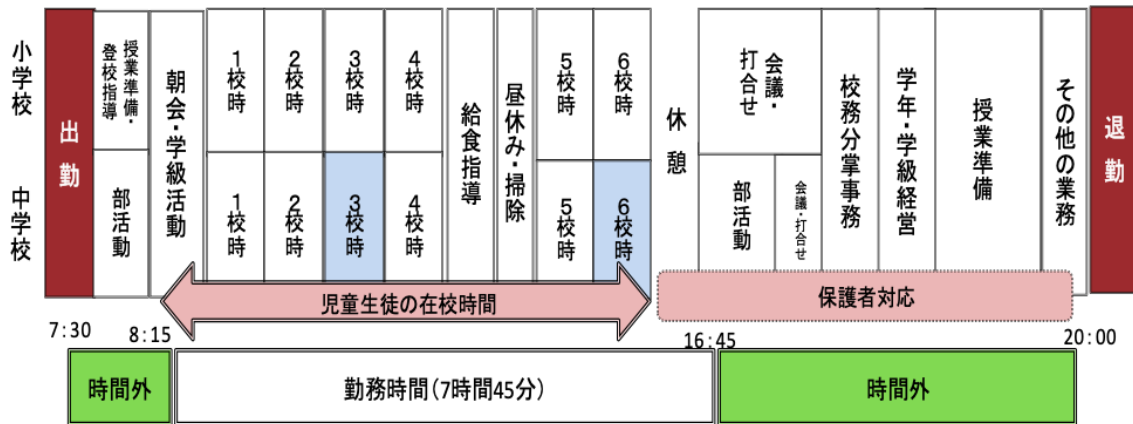 小学校
中学校
出勤
授業準備・
登校指導
部活動
朝会・学級活動
1校時
2校時
3校時
4校時
1校時
2校時
3校時
4校時
給食指導
昼休み・掃除
5校時
6校時
5校時
6校時
休憩
会議・
打合せ
部活動
会議・打合せ
校務分掌事務
学年・学級経営
授業準備
その他の業務
退勤
児童生徒の在校時間
保護者対応
7:30
8:15
16:45
20:00
時間外
勤務時間(7時間45分)
時間外